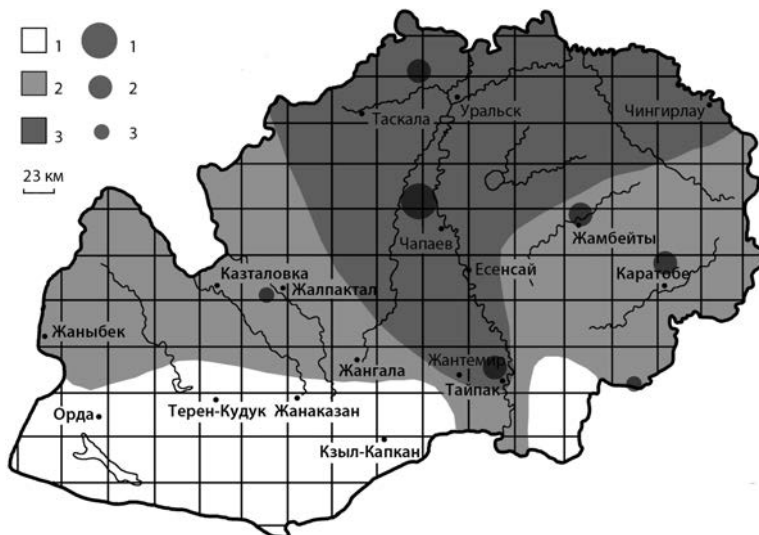 1 1
2 2
3 3
23 км
Таскала
Уральск
Чингирлау
Чапаев
Жамбейты
Есенсай
Каратобе
Казталовка
Жалпактал
Жаныбек
Жангала
Жантемир
Тайпак
Орда
Терен-Кудук
Жанаказан
Кзыл-Капкан